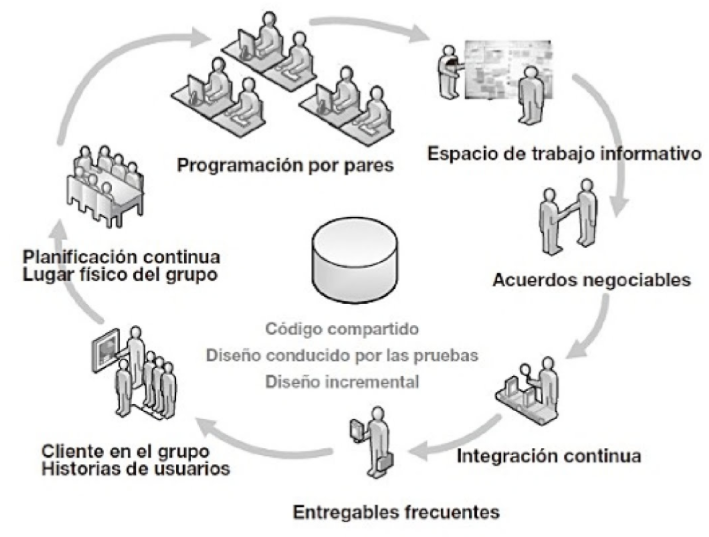 Programación por pares
Espacio de trabajo informativo
Acuerdos negociables
Integración continua
Entregables frecuentes
Cliente en el grupo
Historias de usuarios
Planificación continua
Lugar físico del grupo
Código compartido
Diseño conducido por las pruebas
Diseño incremental